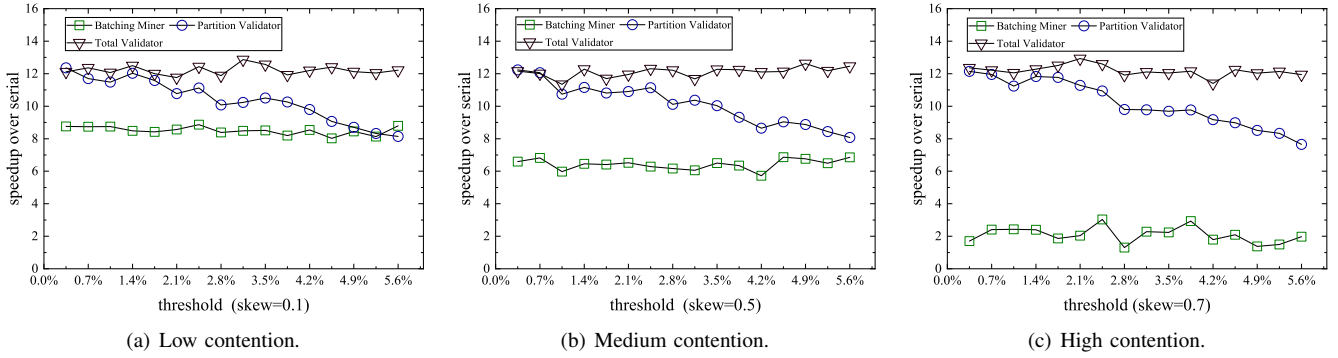 16
14
12
10
8
6
4
2
0
speedup over serial
Batching Miner
Partition Validator
Total Validator
0.0% 0.7% 1.4% 2.1% 2.8% 3.5% 4.2% 4.9% 5.6%
threshold (skew=0.1)
(a) Low contention.
16
14
12
10
8
6
4
2
0
speedup over serial
Batching Miner
Partition Validator
Total Validator
0.0% 0.7% 1.4% 2.1% 2.8% 3.5% 4.2% 4.9% 5.6%
threshold (skew=0.5)
(b) Medium contention.
16
14
12
10
8
6
4
2
0
speedup over serial
Batching Miner
Partition Validator
Total Validator
0.0% 0.7% 1.4% 2.1% 2.8% 3.5% 4.2% 4.9% 5.6%
threshold (skew=0.7)
(c) High contention.